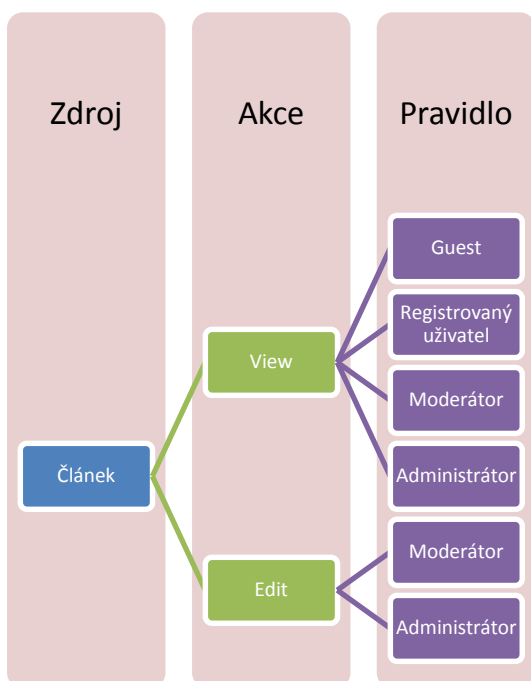 Zdroj
Akce
Pravidlo
Guest
Registrovaný
uživatel
View
Moderátor
Článek
Administrátor
Moderátor
Edit
Administrátor